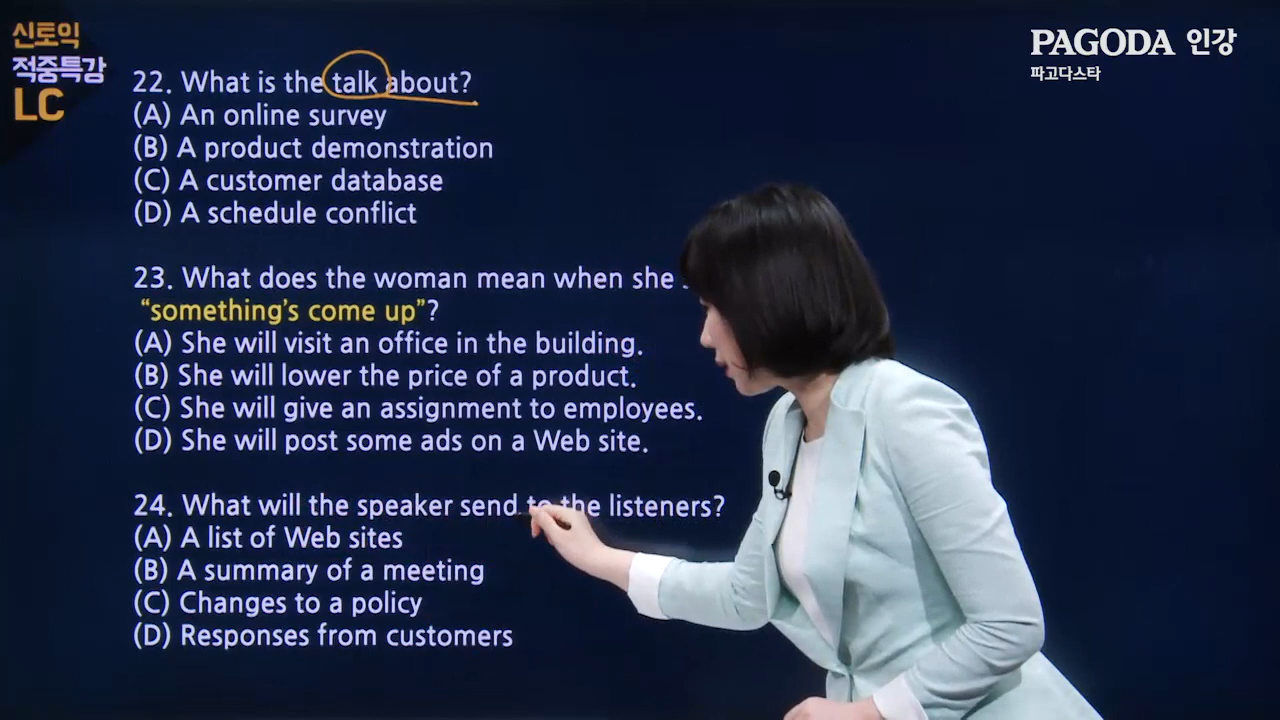 신토익
적중특강
LC
PAGODA 인강
파고다스타
22. What is the talk about?
(A) An online survey
(B) A product demonstration
(C) A customer database
(D) A schedule conflict
23. What does the woman mean when she
“something’s come up”?
(A) She will visit an office in the building.
(B) She will lower the price of a product.
(C) She will give an assignment to employees.
(D) She will post some ads on a Web site.
24. What will the speaker send to the listeners?
(A) A list of Web sites
(B) A summary of a meeting
(C) Changes to a policy
(D) Responses from customers